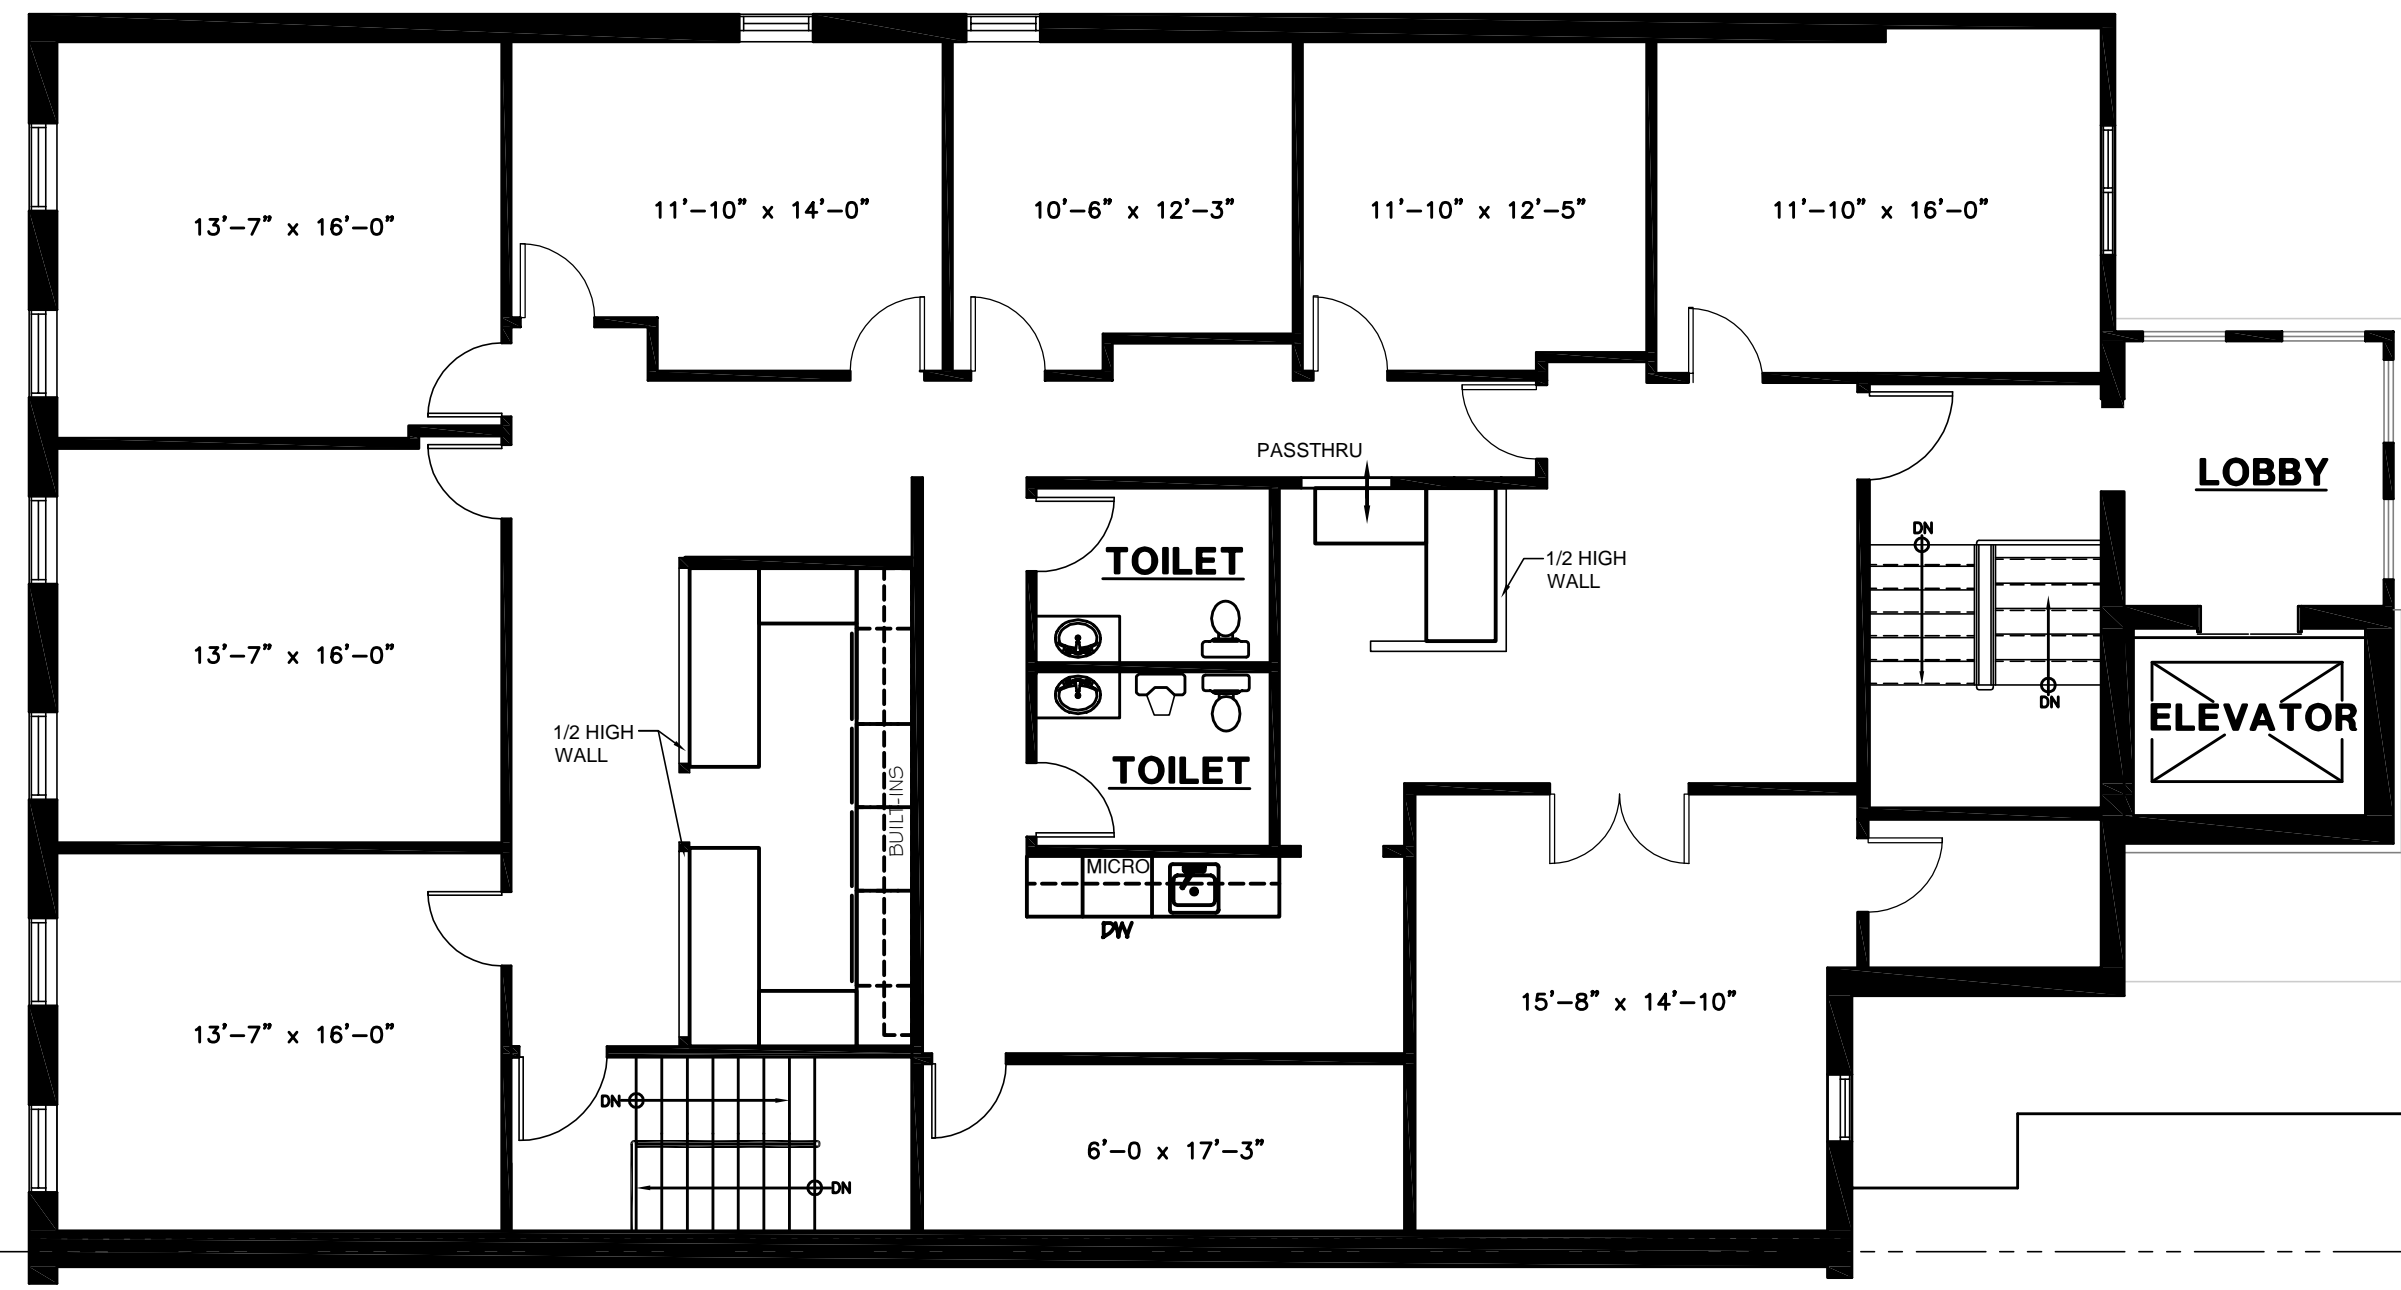 13'-7" x 16'-0"
11'-10" x 14'-0"
10'-6" x 12'-3"
11'-10" x 12'-5"
11'-10" x 16'-0"
PASSTHRU
LOBBY
DN
TOILET
1/2 HIGH
WALL
13'-7" x 16'-0"
DN
ELEVATOR
1/2 HIGH
WALL
TOILET
BUILT-INS
MICRO
DW
15'-8" x 14'-10"
13'-7" x 16'-0"
DN
6'-0 x 17'-3"
DN